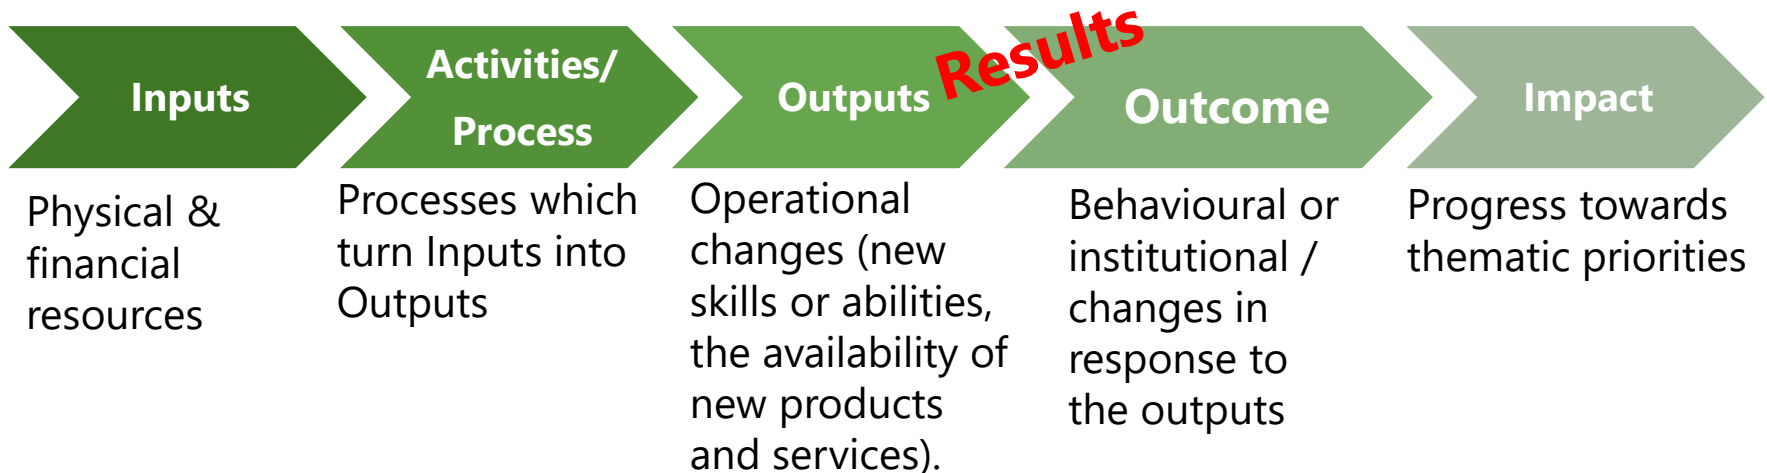 Inputs
Physical &
financial
resources
Activities/
Process
Processes which
turn Inputs into
Outputs
Outputs
Operational
changes (new
skills or abilities,
the availability of
new products
and services).
Results
Outcome
Behavioural or
institutional /
changes in
response to
the outputs
Impact
Progress towards
thematic priorities